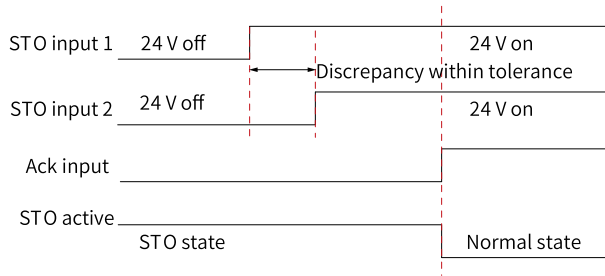 STO input 1 24 V off 24 V on
Discrepancy within tolerance
STO input 2 24 V off 24 V on
Ack input
STO active
STO state Normal state